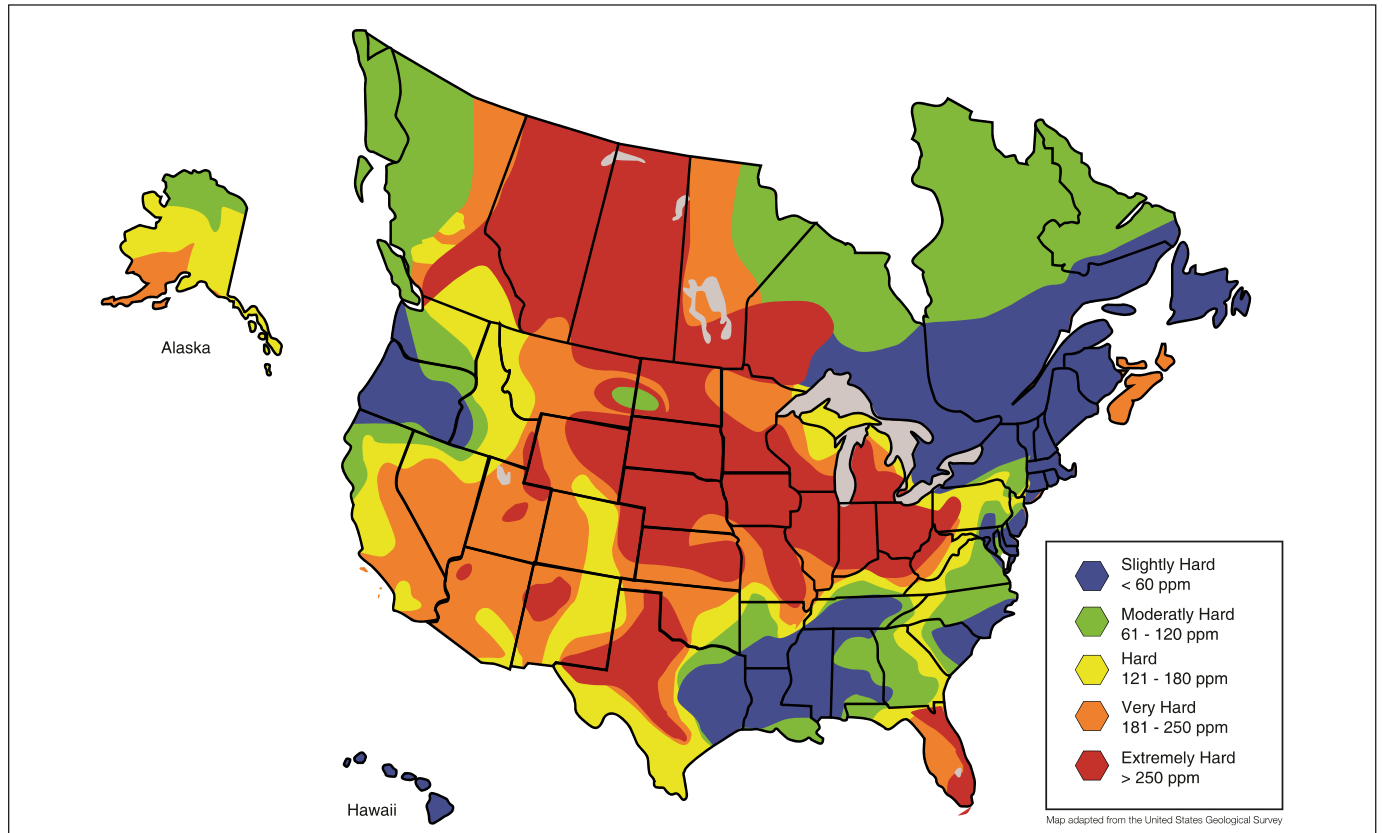 Alaska
Hawaii
Slightly Hard
< 60 ppm
Moderatly Hard
61 - 120 ppm
Hard
121 - 180 ppm
Very Hard
181 - 250 ppm
Extremely Hard
> 250 ppm
Map adapted from the United States Geological Survey